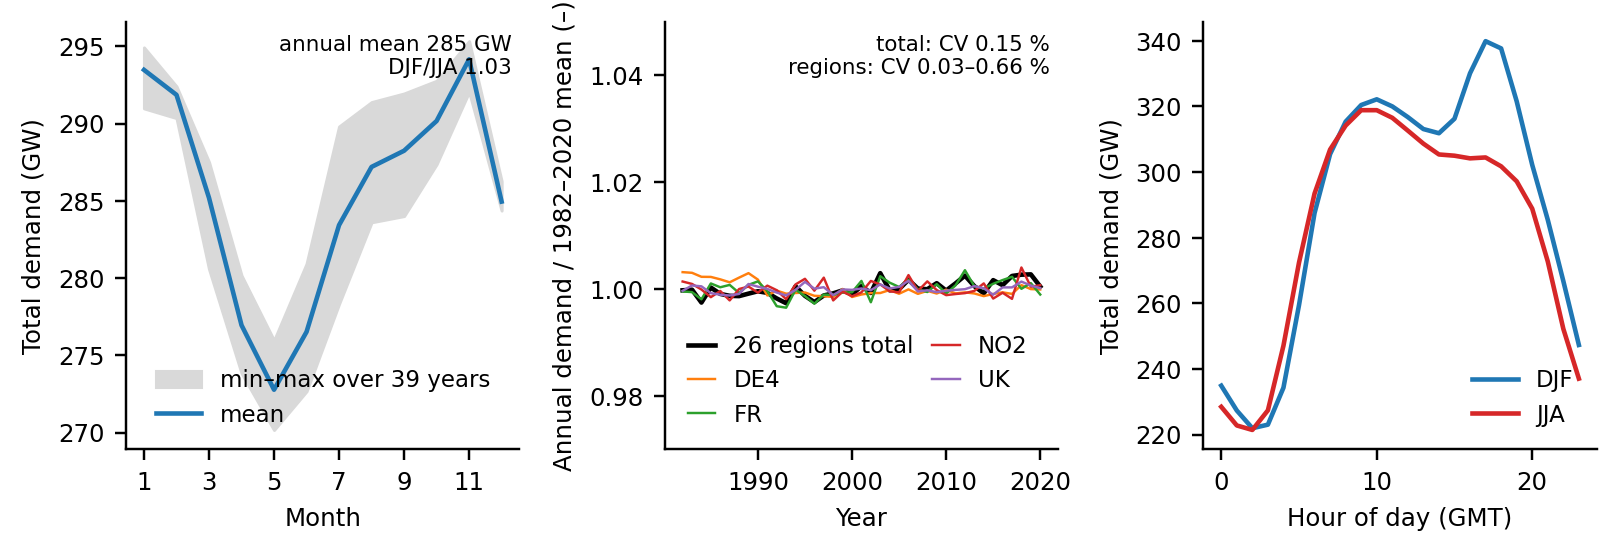 Total demand (GW)
295
290
285
280
275
270
annual mean 285 GW
DJF/JJA 1.03
min–max over 39 years
mean
1
3
5
7
9
11
Month
Annual demand / 1982–2020 mean (–)
1.04
1.02
1.00
0.98
total: CV 0.15 %
regions: CV 0.03–0.66 %
26 regions total
DE4
FR
NO2
UK
1990
2000
2010
2020
Year
Total demand (GW)
340
320
300
280
260
240
220
DJF
JJA
0
10
20
Hour of day (GMT)